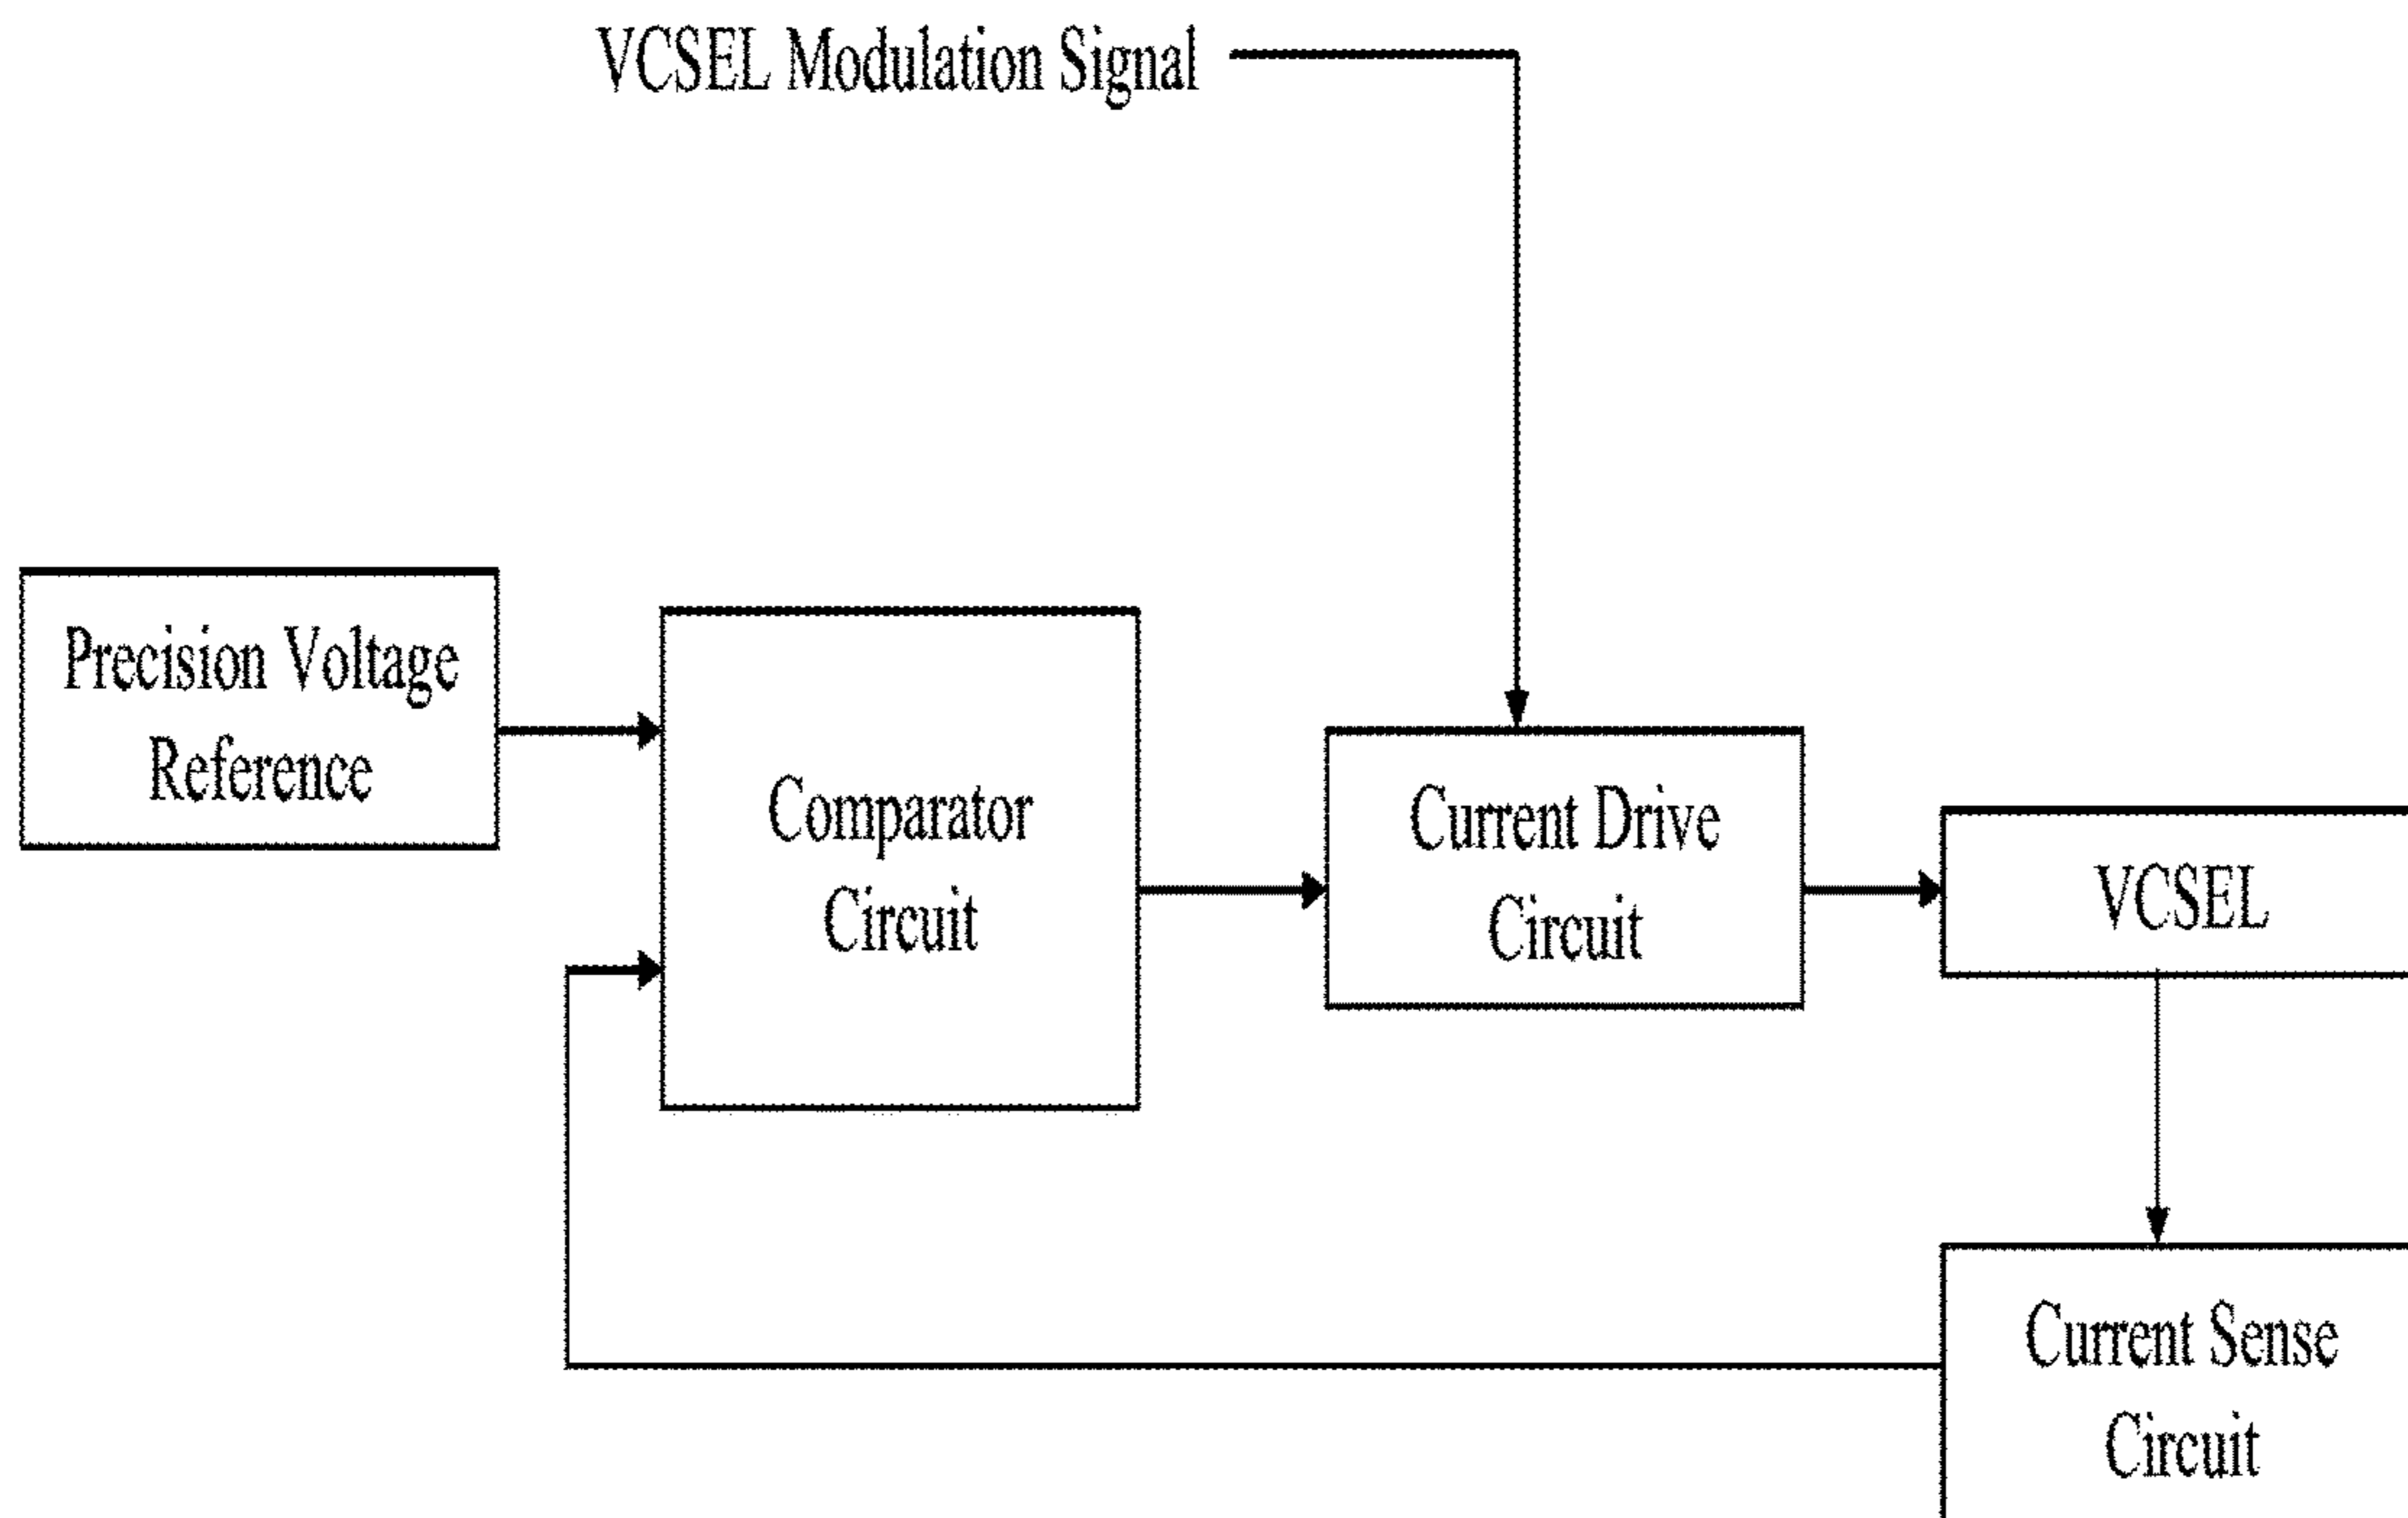 VCSEL Modulation Signal
Precision Voltage
Reference
Comparator
Circuit
Current Drive
Circuit
VCSEL
Current Sense
Circuit